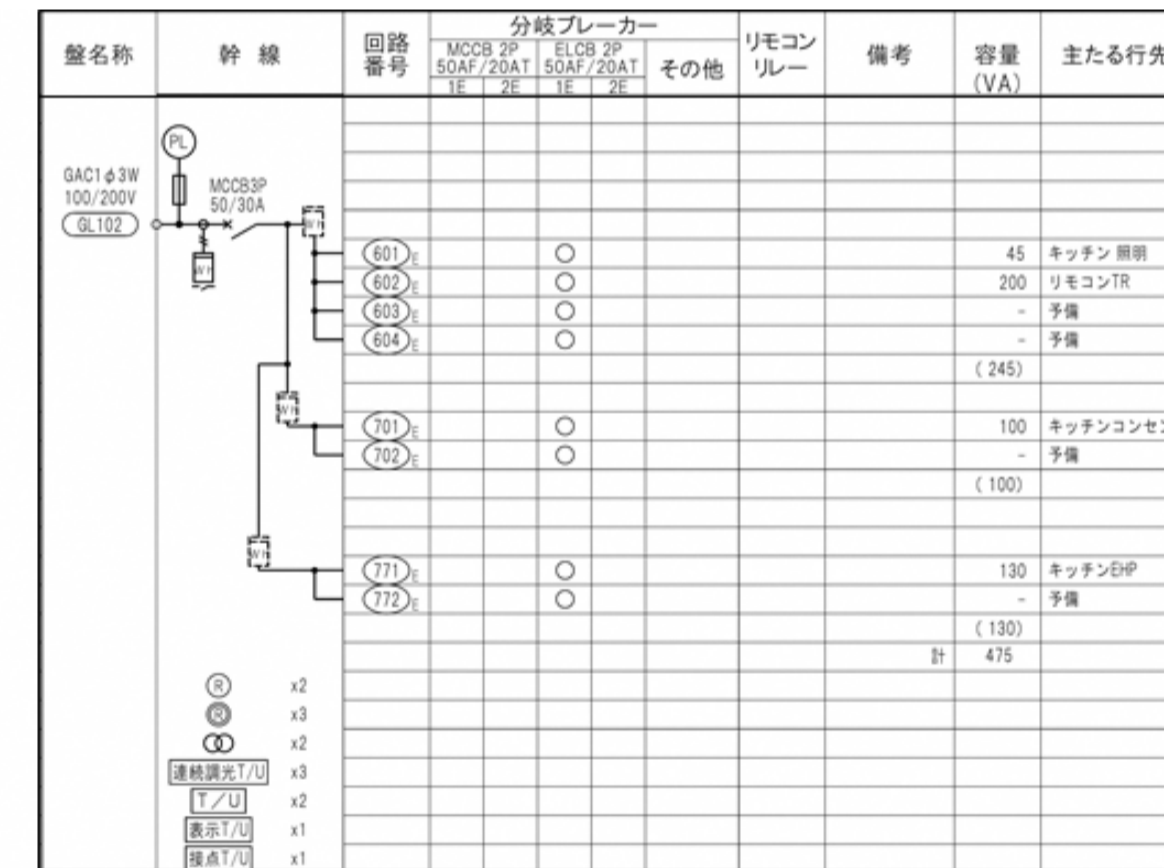 盤名称 幹線 回路番号 分岐ブレーカー リモコンリレー 備考 容量(VA) 主たる行先
MCCB 2P 50AF/20AT ELCB 2P 50AF/20AT その他
1E 2E 1E 2E
PL
GAC1φ3W
100/200V
GL102
MCCB3P
50/30A
601 E ○ 45 キッチン 照明
602 E ○ 200 リモコンTR
603 E ○ - 予備
604 E ○ - 予備
(245)
701 E ○ 100 キッチンコンセン
702 E ○ - 予備
(100)
771 E ○ 130 キッチンEHP
772 E ○ - 予備
(130)
計 475
R x2
R x3
x2
連続調光T/U x3
T/U x2
表示T/U x1
接点T/U x1